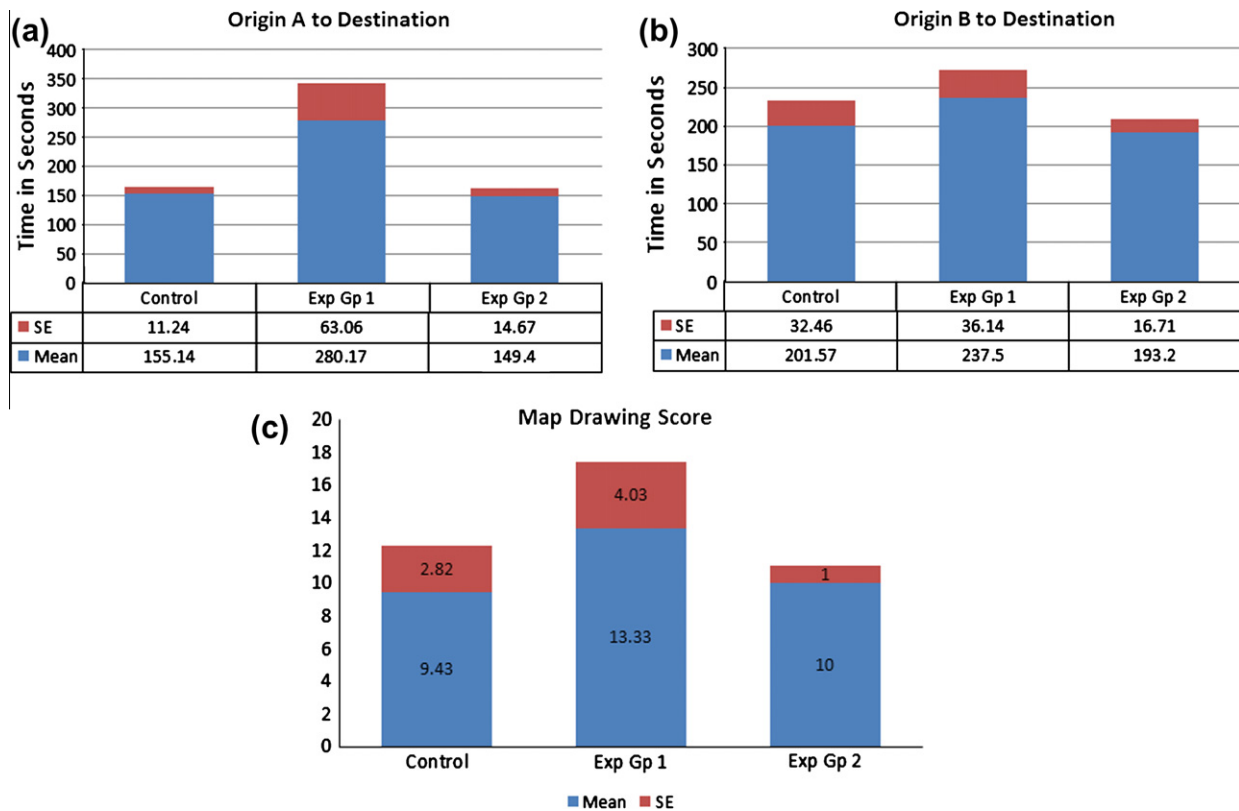 (a)
Origin A to Destination
Time in Seconds
400
350
300
250
200
150
100
50
0
Control Exp Gp 1 Exp Gp 2
SE 11.24 63.06 14.67
Mean 155.14 280.17 149.4
(b)
Origin B to Destination
Time in Seconds
300
250
200
150
100
50
0
Control Exp Gp 1 Exp Gp 2
SE 32.46 36.14 16.71
Mean 201.57 237.5 193.2
(c)
Map Drawing Score
20
18
16
14
12
10
8
6
4
2
0
2.82 4.03 1
9.43 13.33 10
Control Exp Gp 1 Exp Gp 2
Mean SE